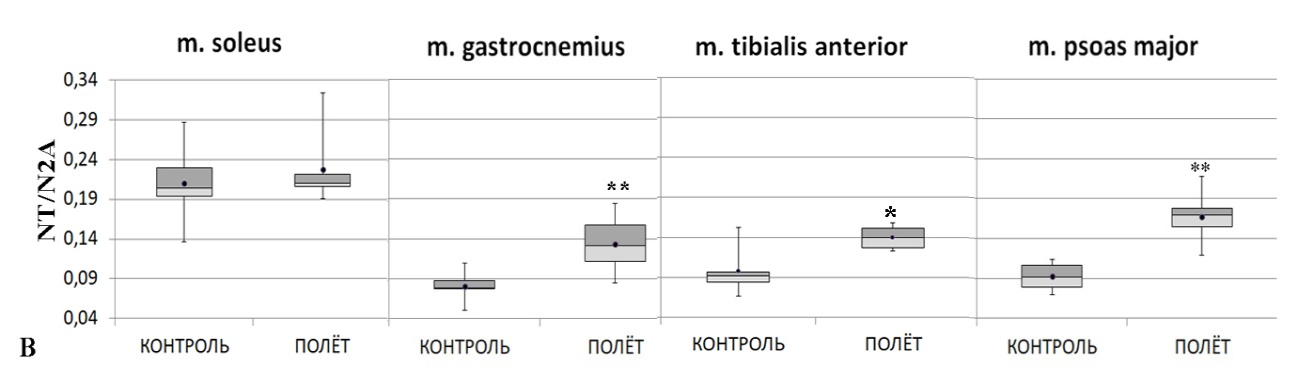 m. soleus
m. gastrocnemius
m. tibialis anterior
m. psoas major
NT/N2A
0,34
0,29
0,24
0,19
0,14
0,09
0,04
**
*
**
В
КОНТРОЛЬ ПОЛЁТ КОНТРОЛЬ ПОЛЁТ КОНТРОЛЬ ПОЛЁТ КОНТРОЛЬ ПОЛЁТ